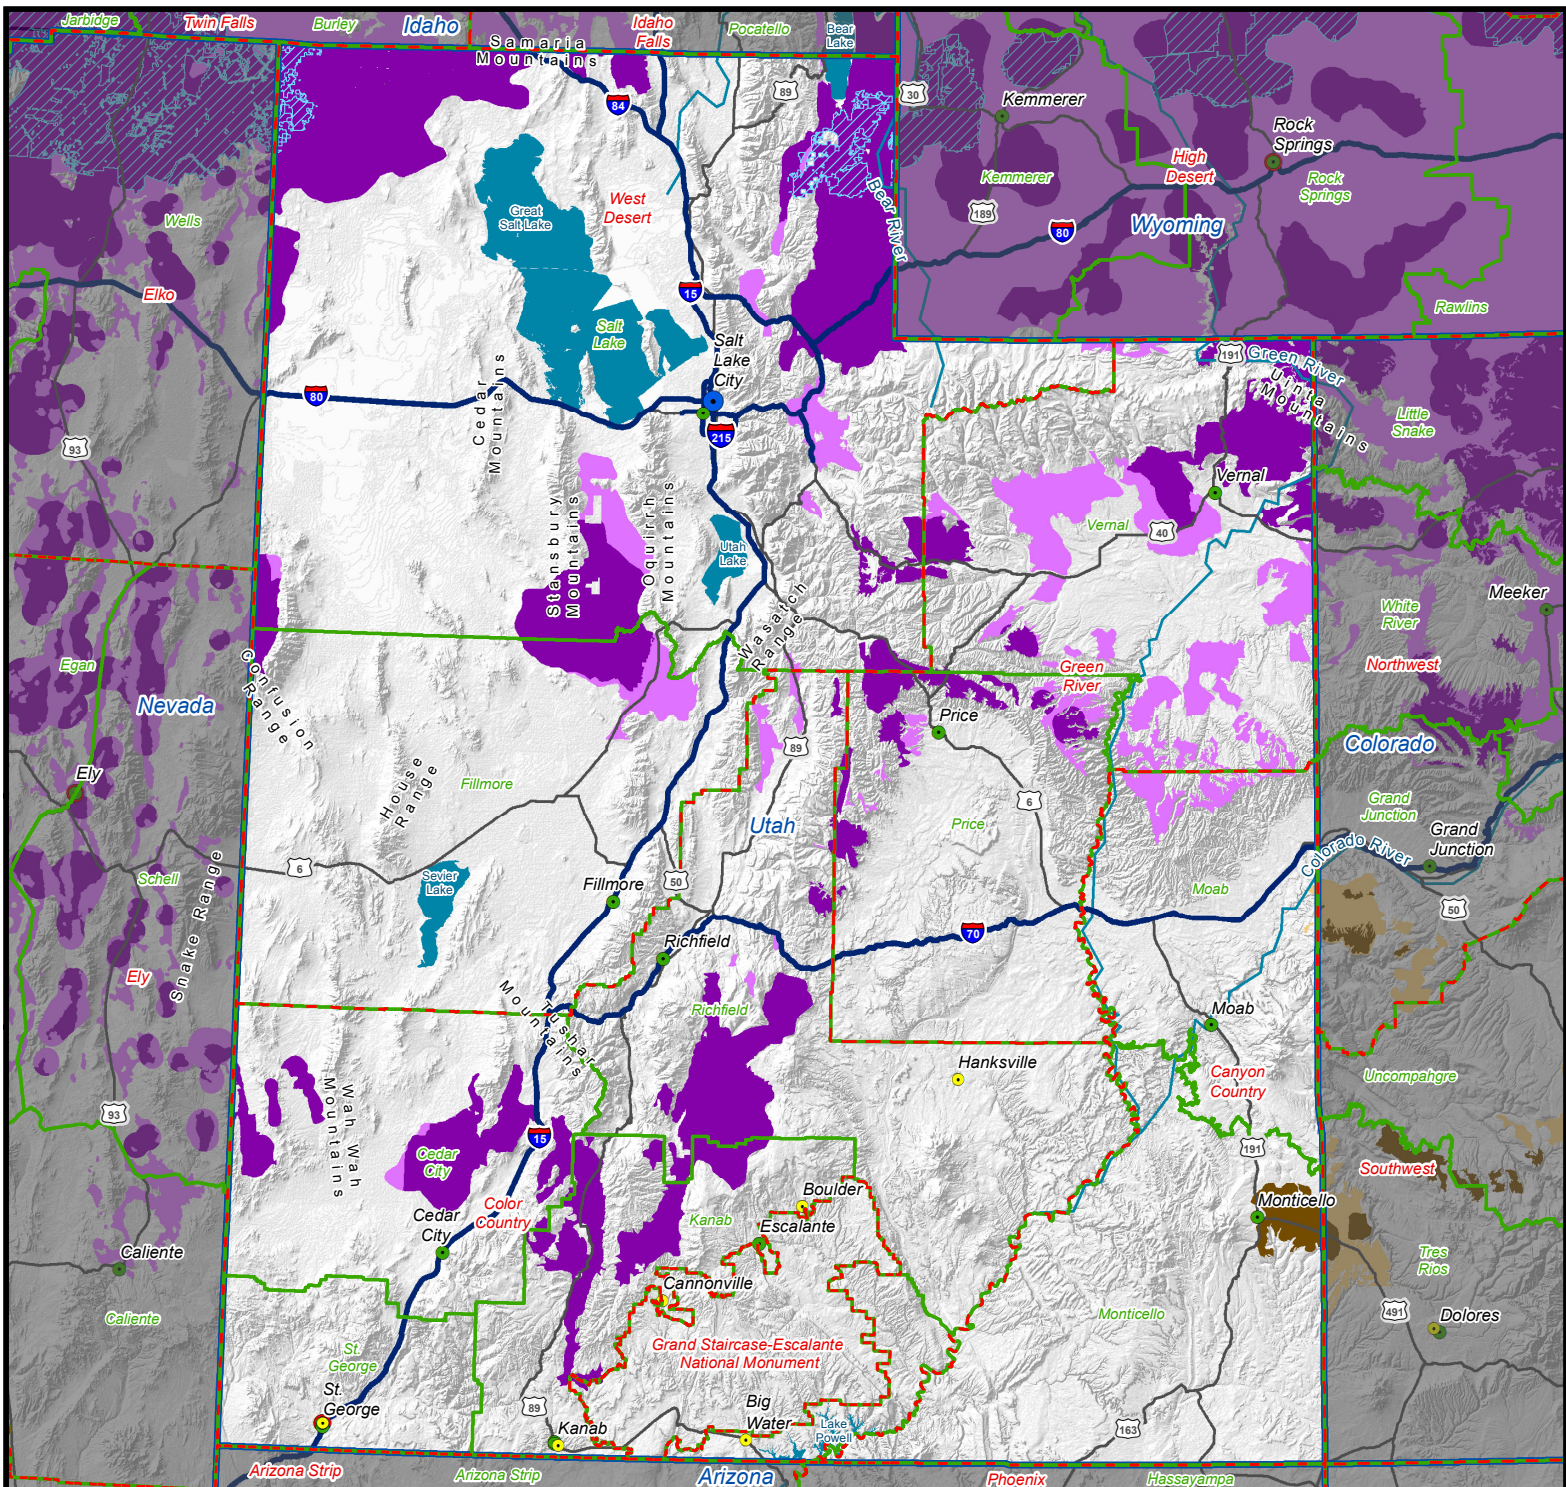 Jarbidge
Twin Falls
Burley
Idaho
Idaho
Falls
Pocatello
Bear
Lake
Samaria
Mountains
84
89
30
Kemmerer
Rock
Springs
High
Desert
Kemmerer
Rock
Springs
189
Wyoming
80
Bear River
Wells
Great
Salt Lake
West
Desert
Elko
15
Rawlins
Salt
Lake
Salt
Lake
City
191
Green River
Uinta
Mountains
80
Cedar
Mountains
215
Little
Snake
93
Vernal
Stansbury
Mountains
Oquirrh
Mountains
Utah
Lake
Vernal
40
Meeker
White
River
Wasatch
Range
Egan
Confusion
Range
Green
River
Northwest
Nevada
Price
89
Colorado
Ely
House
Range
Fillmore
6
Utah
Price
Grand
Junction
Grand
Junction
Colorado River
6
Schell
Sevier
Lake
Fillmore
50
Moab
50
Snake Range
Ely
Richfield
70
Richfield
Tushar
Mountains
Moab
Hanksville
Canyon
Country
Uncompahgre
93
Wah Wah
Mountains
15
Cedar
City
191
Southwest
Color
Country
Boulder
Monticello
Cedar
City
Kanab
Escalante
Caliente
Tres
Rios
Cannonville
Caliente
Monticello
491
Dolores
St.
George
Grand Staircase-Escalante
National Monument
St.
George
89
Kanab
Big
Water
Lake
Powell
163
Arizona Strip
Arizona Strip
Arizona
Phoenix
Hassayampa